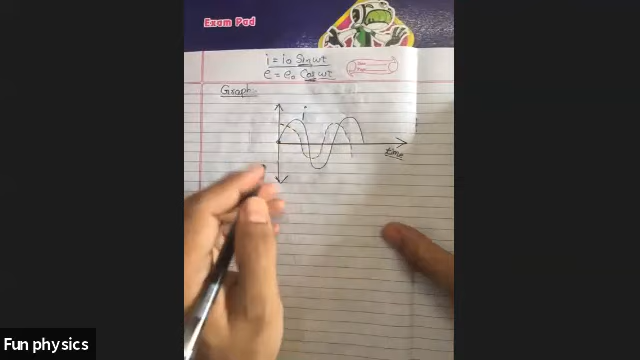 Exam Pad
i = i₀ Sinωt
e = e₀ Cosωt
Graph:
i
time
Fun physics